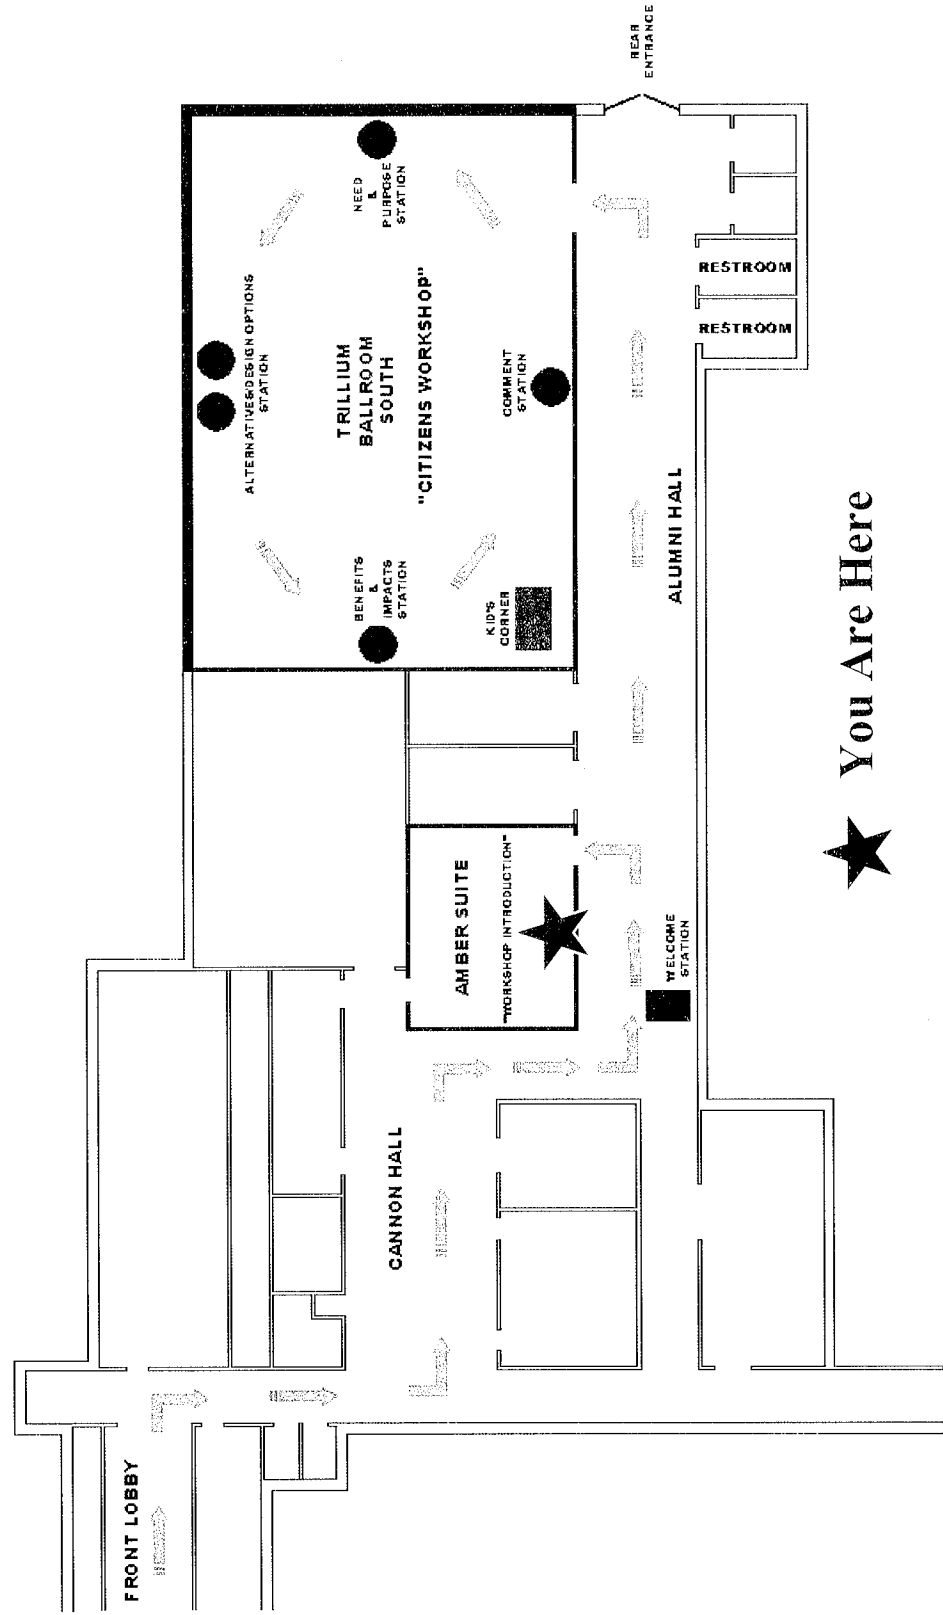 REAR
ENTRANCE
NEED
&
PURPOSE
STATION
ALTERNATIVES/DESIGN OPTIONS
STATION
TRILLIUM
BALLROOM
SOUTH
"CITIZENS WORKSHOP"
COMMENT
STATION
BENEFITS
&
IMPACTS
STATION
KID'S
CORNER
RESTROOM
RESTROOM
ALUMNI HALL
AMBER SUITE
"WORKSHOP INTRODUCTION"
WELCOME
STATION
CANNON HALL
FRONT LOBBY
You Are Here